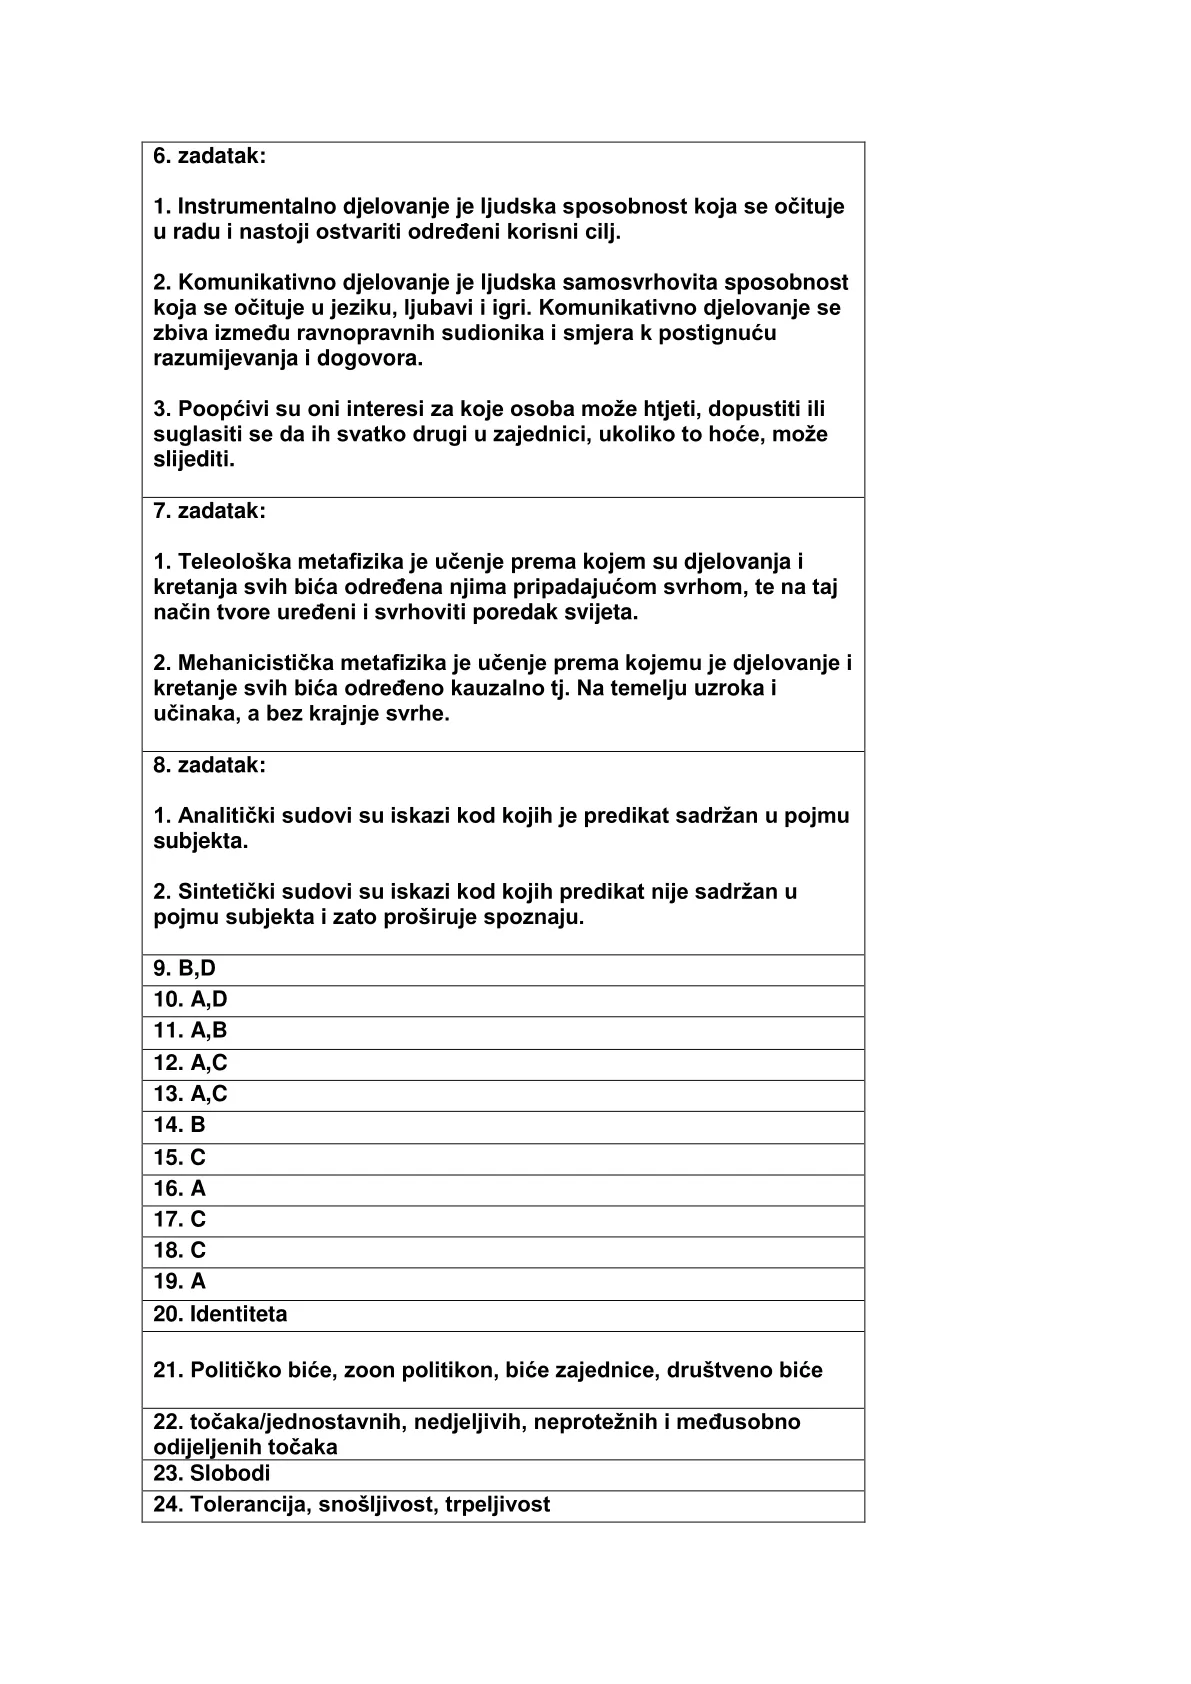 6. zadatak:
1. Instrumentalno djelovanje je ljudska sposobnost koja se očituje
u radu i nastoji ostvariti određeni korisni cilj.
2. Komunikativno djelovanje je ljudska samosvrhovita sposobnost
koja se očituje u jeziku, ljubavi i igri. Komunikativno djelovanje se
zbiva između ravnopravnih sudionika i smjera k postignuću
razumijevanja i dogovora.
3. Poopćivi su oni interesi za koje osoba može htjeti, dopustiti ili
suglasiti se da ih svatko drugi u zajednici, ukoliko to hoće, može
slijediti.
7. zadatak:
1. Teleološka metafizika je učenje prema kojem su djelovanja i
kretanja svih bića određena njima pripadajućom svrhom, te na taj
način tvore uređeni i svrhoviti poredak svijeta.
2. Mehanicistička metafizika je učenje prema kojemu je djelovanje i
kretanje svih bića određeno kauzalno tj. Na temelju uzroka i
učinaka, a bez krajnje svrhe.
8. zadatak:
1. Analitički sudovi su iskazi kod kojih je predikat sadržan u pojmu
subjekta.
2. Sintetički sudovi su iskazi kod kojih predikat nije sadržan u
pojmu subjekta i zato proširuje spoznaju.
9. B,D
10. A,D
11. A,B
12. A,C
13. A,C
14. B
15. C
16. A
17. C
18. C
19. A
20. Identiteta
21. Političko biće, zoon politikon, biće zajednice, društveno biće
22. točaka/jednostavnih, nedjeljivih, neprotežnih i međusobno
odijeljenih točaka
23. Slobodi
24. Tolerancija, snošljivost, trpeljivost